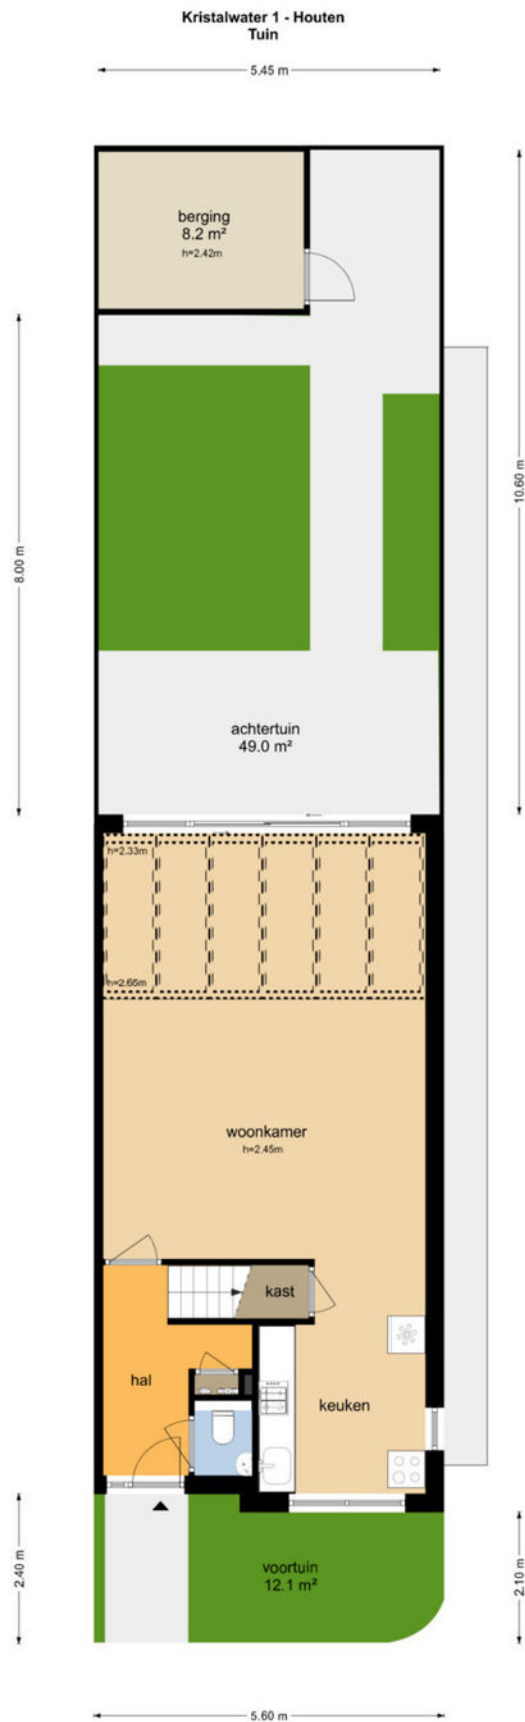 Kristalwater 1 - Houten
Tuin
5.45 m
berging
8.2 m²
h=2.42m
8.00 m
10.60 m
achtertuin
49.0 m²
h=2.33m
h=2.65m
woonkamer
h=2.45m
kast
hal
keuken
voortuin
12.1 m²
2.40 m
2.10 m
5.60 m